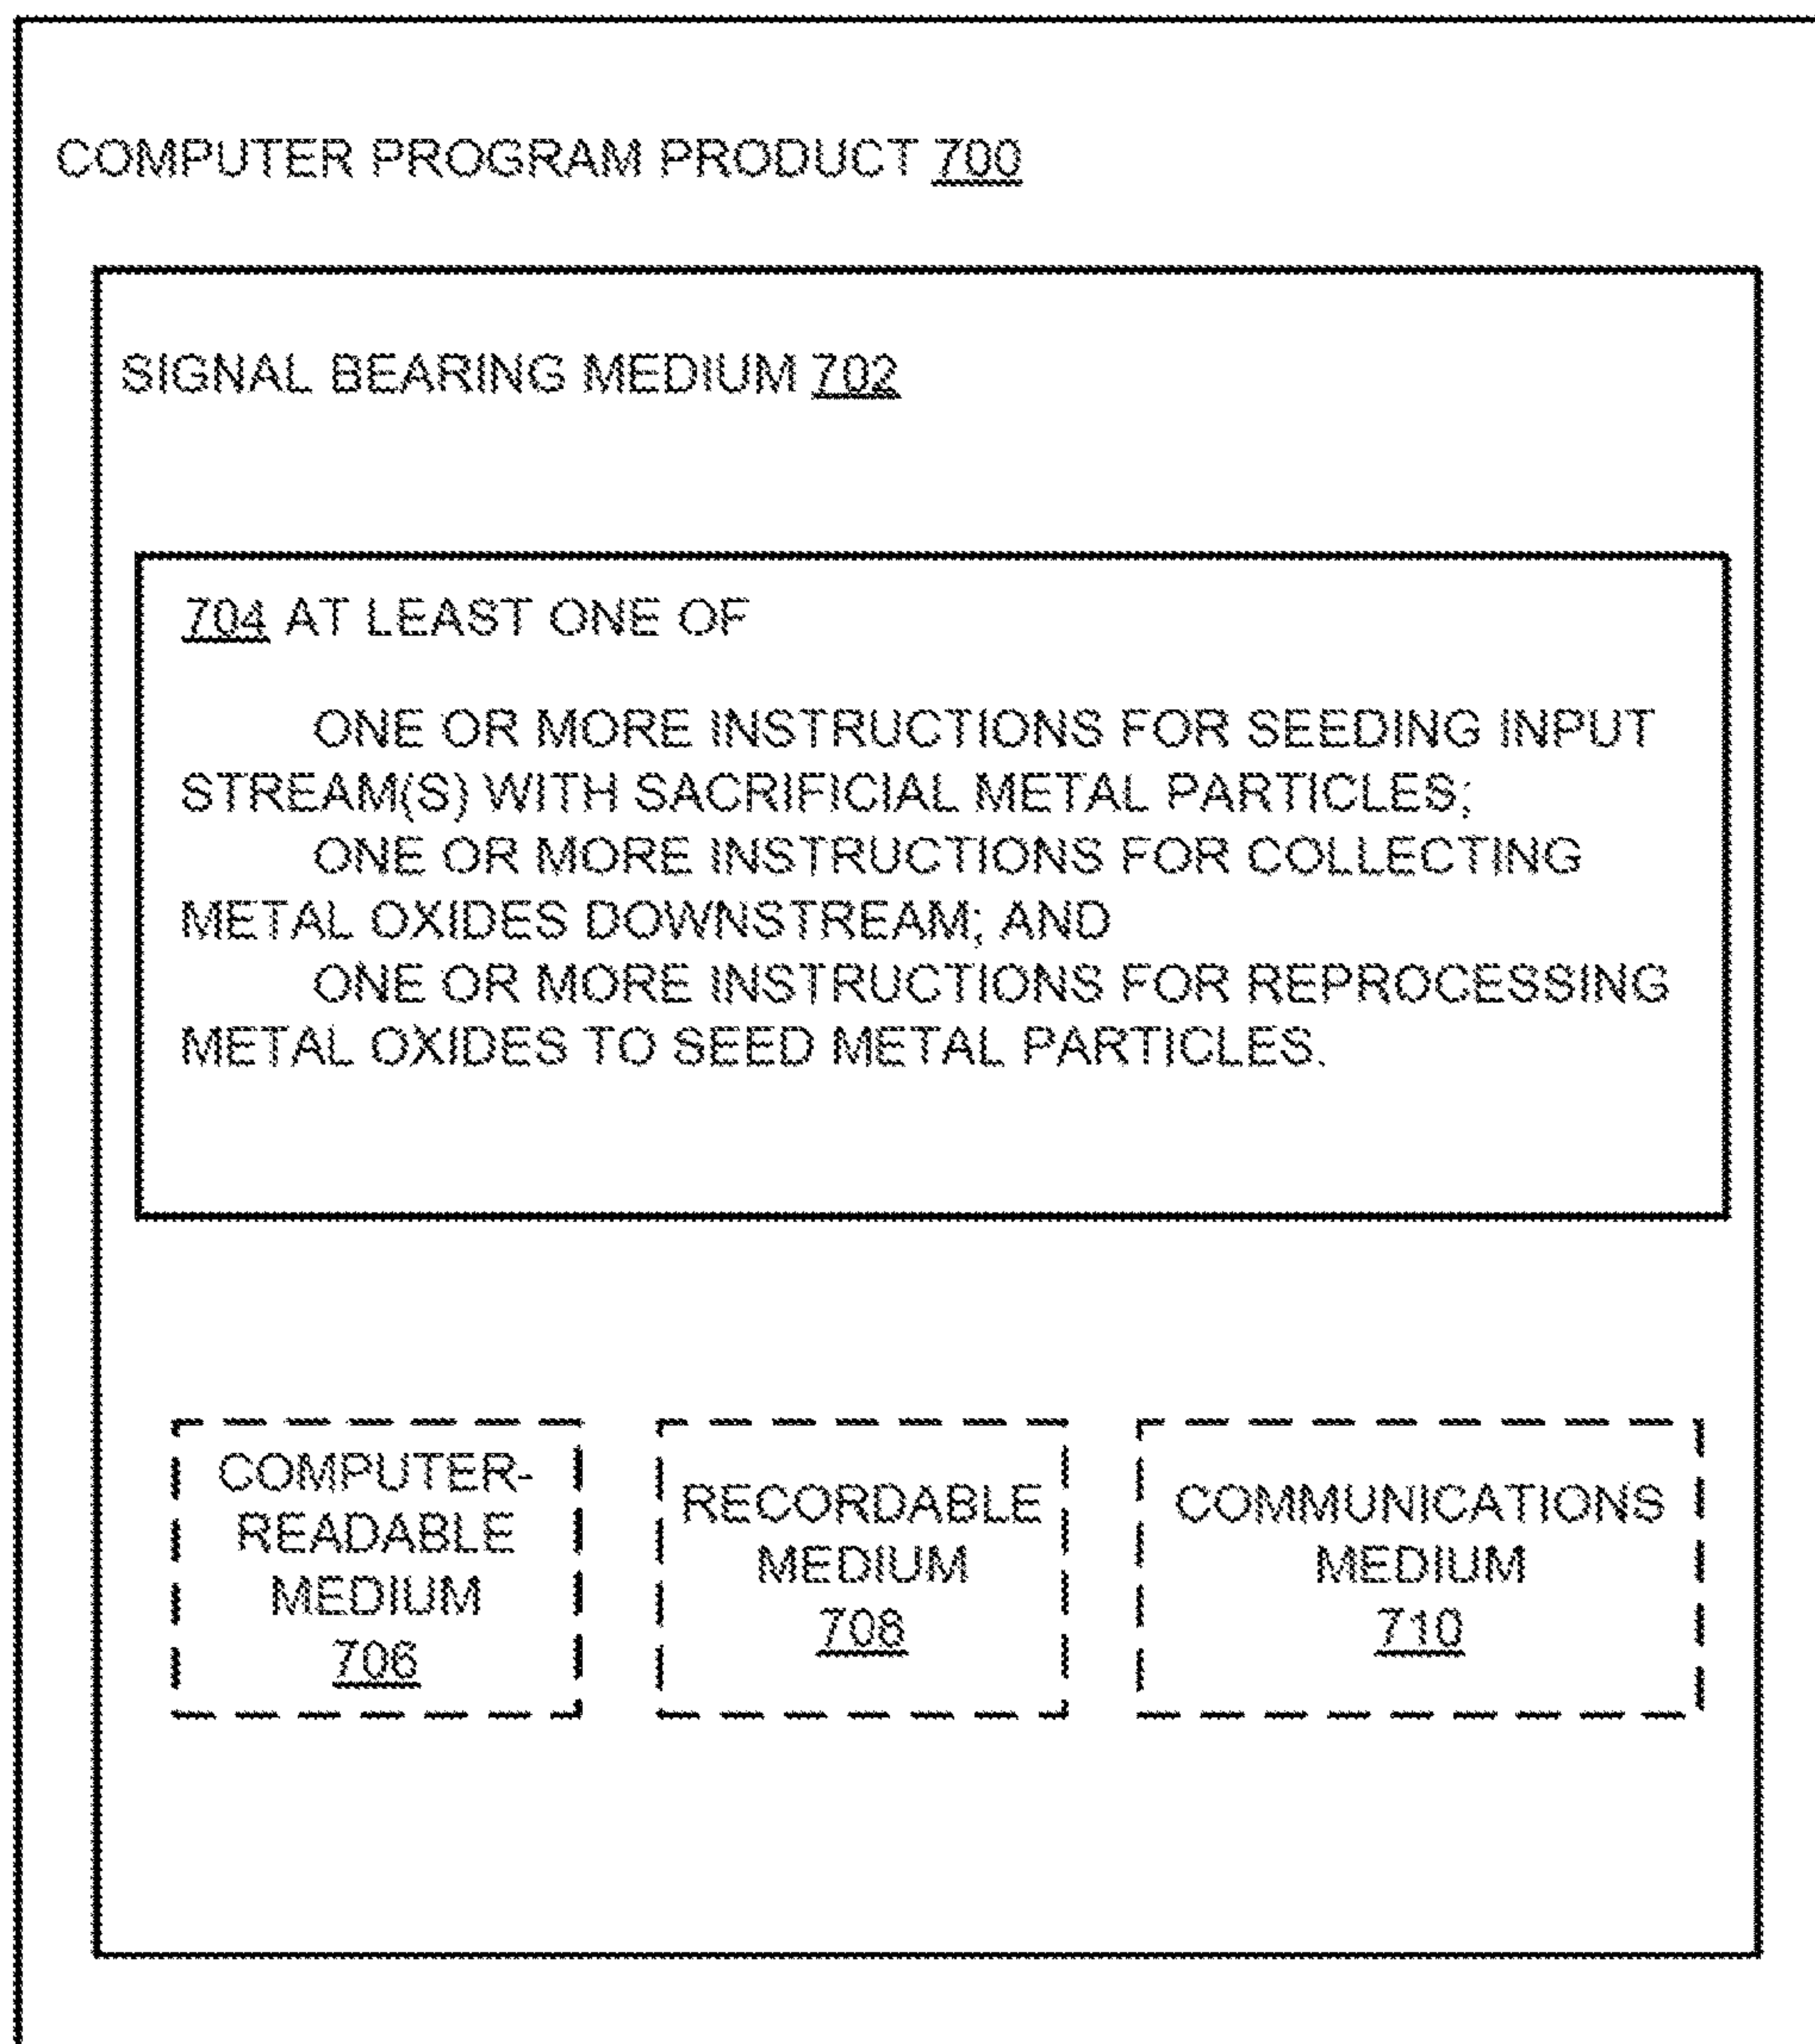 COMPUTER PROGRAM PRODUCT 700
SIGNAL BEARING MEDIUM 702
704 AT LEAST ONE OF
ONE OR MORE INSTRUCTIONS FOR SEEDING INPUT
STREAM(S) WITH SACRIFICIAL METAL PARTICLES;
ONE OR MORE INSTRUCTIONS FOR COLLECTING
METAL OXIDES DOWNSTREAM; AND
ONE OR MORE INSTRUCTIONS FOR REPROCESSING
METAL OXIDES TO SEED METAL PARTICLES.
COMPUTER-
READABLE
MEDIUM
706
RECORDABLE
MEDIUM
708
COMMUNICATIONS
MEDIUM
710